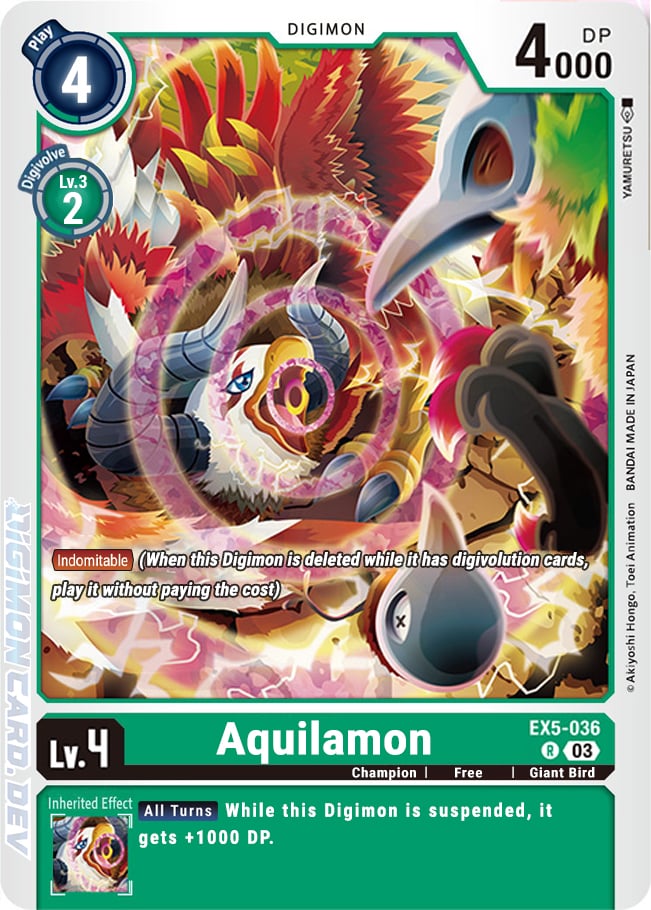 Play
4
DIGIMON
DP
4000
Digivolve
Lv.3
2
YAMURETSU
BANDAI MADE IN JAPAN
© Akiyoshi Hongo, Toei Animation
DIGIMONCARD.DEV
Indomitable (When this Digimon is deleted while it has digivolution cards,
play it without paying the cost)
Lv.4
Aquilamon
EX5-036
R 03
Champion | Free | Giant Bird
Inherited Effect
All Turns While this Digimon is suspended, it
gets +1000 DP.